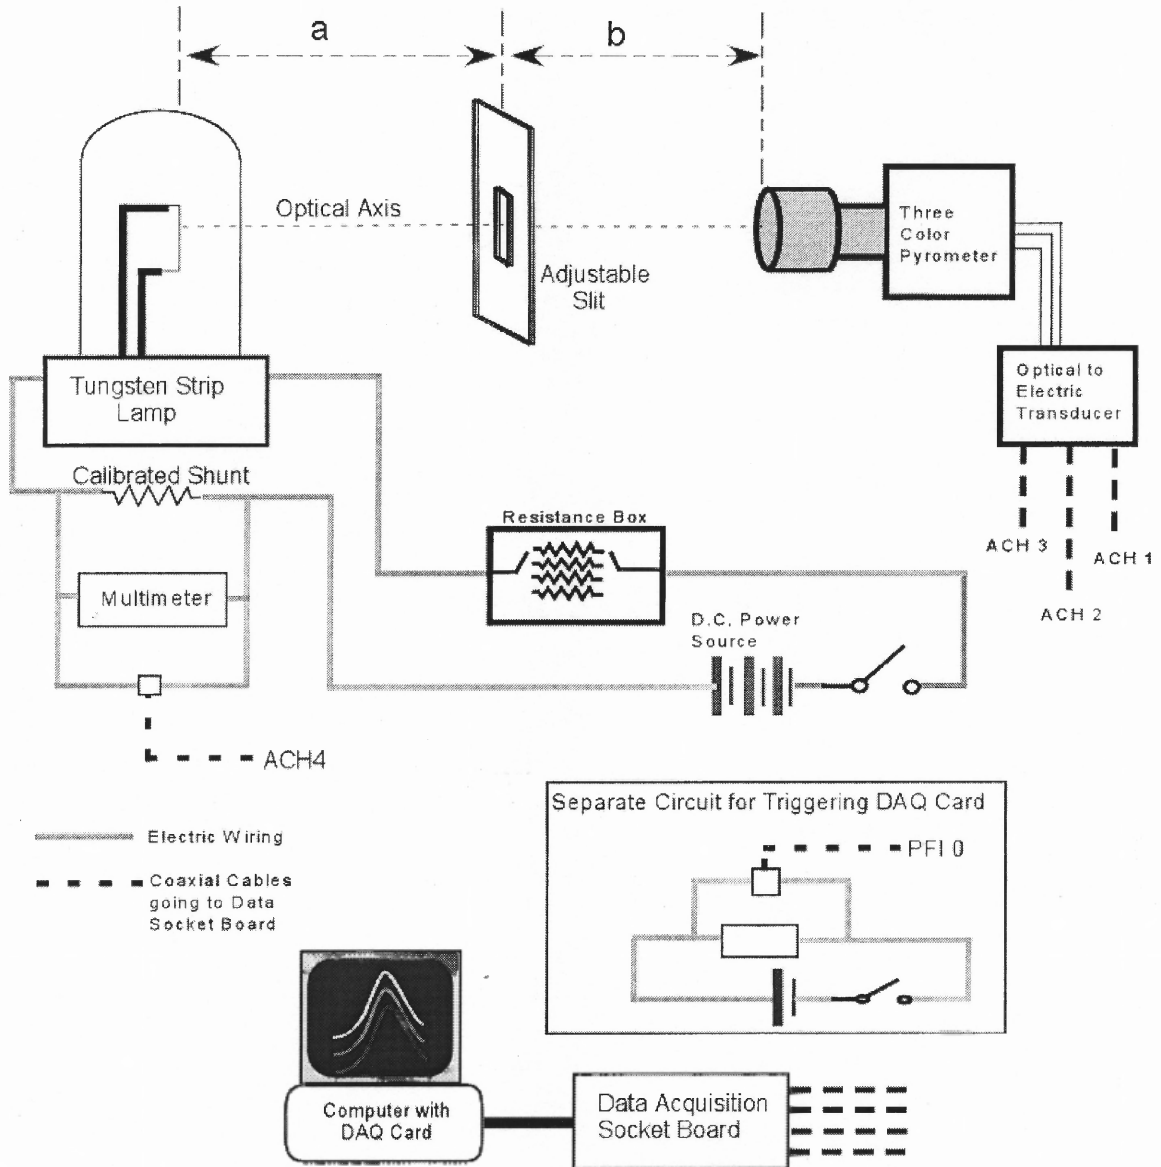 a
b
Optical Axis
Adjustable
Slit
Three
Color
Pyrometer
Tungsten Strip
Lamp
Optical to
Electric
Transducer
Calibrated Shunt
Resistance Box
ACH 3
ACH 1
ACH 2
Multimeter
D.C. Power
Source
ACH4
Separate Circuit for Triggering DAQ Card
PFI 0
Electric Wiring
Coaxial Cables
going to Data
Socket Board
Computer with
DAQ Card
Data Acquisition
Socket Board